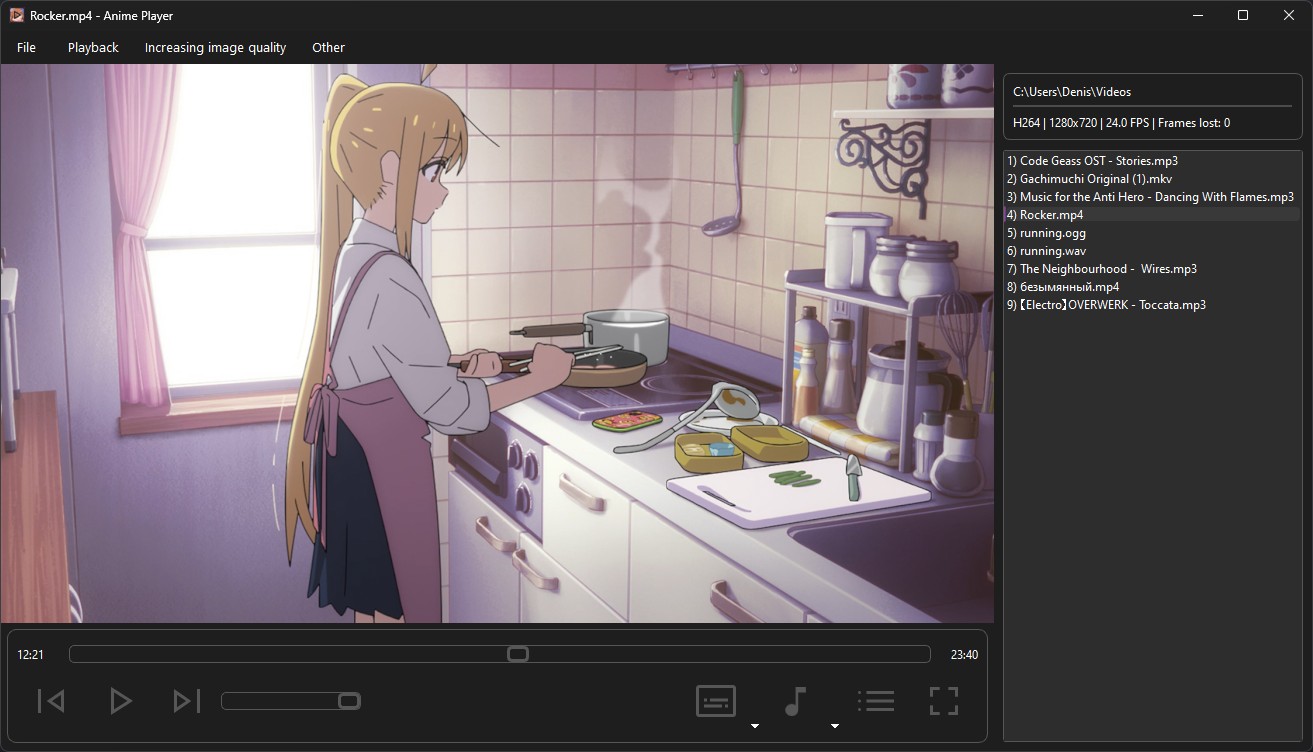 Rocker.mp4 - Anime Player
File Playback Increasing image quality Other
C:\Users\Denis\Videos
H264 | 1280x720 | 24.0 FPS | Frames lost: 0
1) Code Geass OST - Stories.mp3
2) Gachimuchi Original (1).mkv
3) Music for the Anti Hero - Dancing With Flames.mp3
4) Rocker.mp4
5) running.ogg
6) running.wav
7) The Neighbourhood -  Wires.mp3
8) безымянный.mp4
9)【Electro】OVERWERK - Toccata.mp3
12:21
23:40